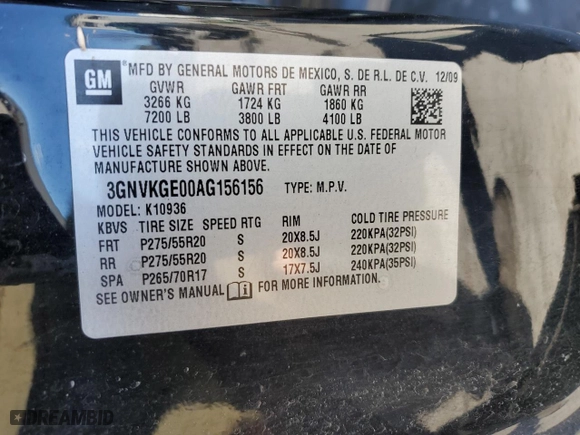 GM
MFD BY GENERAL MOTORS DE MEXICO, S. DE R.L. DE C.V. 12/09
GVWR GAWR FRT GAWR RR
3266 KG 1724 KG 1860 KG
7200 LB 3800 LB 4100 LB
THIS VEHICLE CONFORMS TO ALL APPLICABLE U.S. FEDERAL MOTOR
VEHICLE SAFETY STANDARDS IN EFFECT ON THE DATE OF
MANUFACTURE SHOWN ABOVE.
3GNVKGE00AG156156 TYPE: M.P.V.
MODEL: K10936
KBVS TIRE SIZE SPEED RTG RIM COLD TIRE PRESSURE
FRT P275/55R20 S 20X8.5J 220KPA(32PSI)
RR P275/55R20 S 20X8.5J 220KPA(32PSI)
SPA P265/70R17 S 17X7.5J 240KPA(35PSI)
SEE OWNER'S MANUAL FOR MORE INFORMATION.
DREAMBID